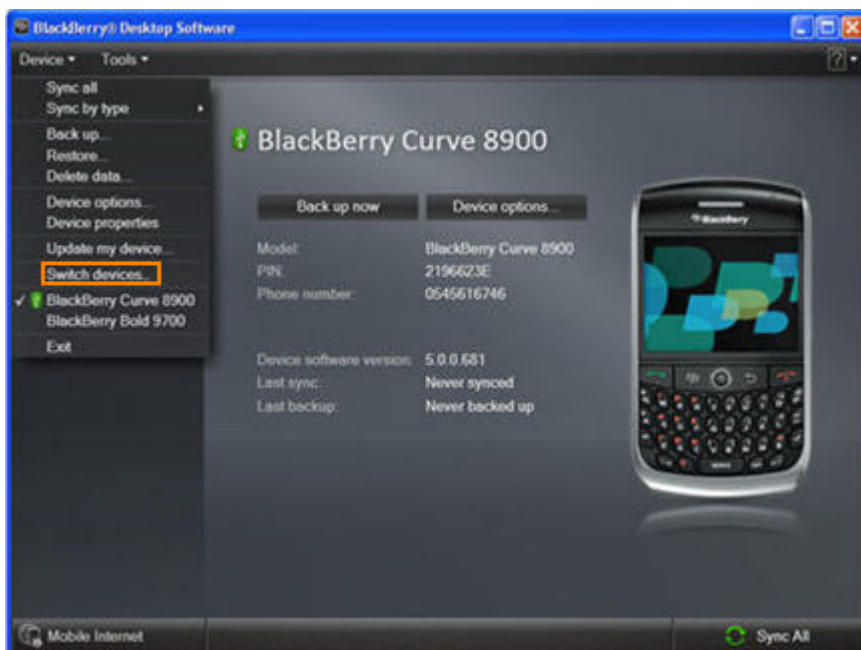 BlackBerry® Desktop Software
Device Tools ?
Sync all
Sync by type
Back up...
Restore...
Delete data...
Device options...
Device properties
Update my device...
Switch devices...
BlackBerry Curve 8900
BlackBerry Bold 9700
Exit
BlackBerry Curve 8900
Back up now Device options...
Model: BlackBerry Curve 8900
PIN: 2196623E
Phone number: 0545616746
Device software version: 5.0.0.681
Last sync: Never synced
Last backup: Never backed up
BlackBerry
Mobile Internet Sync All